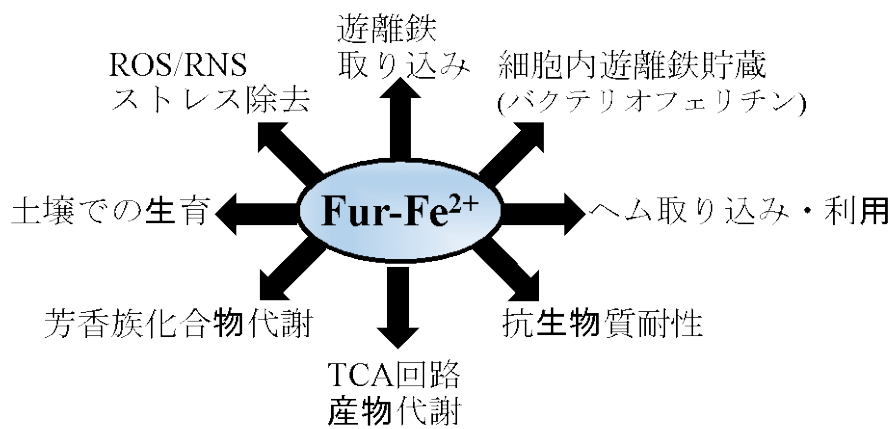 遊離鉄
取り込み
ROS/RNS
ストレス除去
細胞内遊離鉄貯蔵
(バクテリオフェリチン)
土壌での生育
Fur-Fe²⁺
ヘム取り込み・利用
芳香族化合物代謝
抗生物質耐性
TCA回路
産物代謝